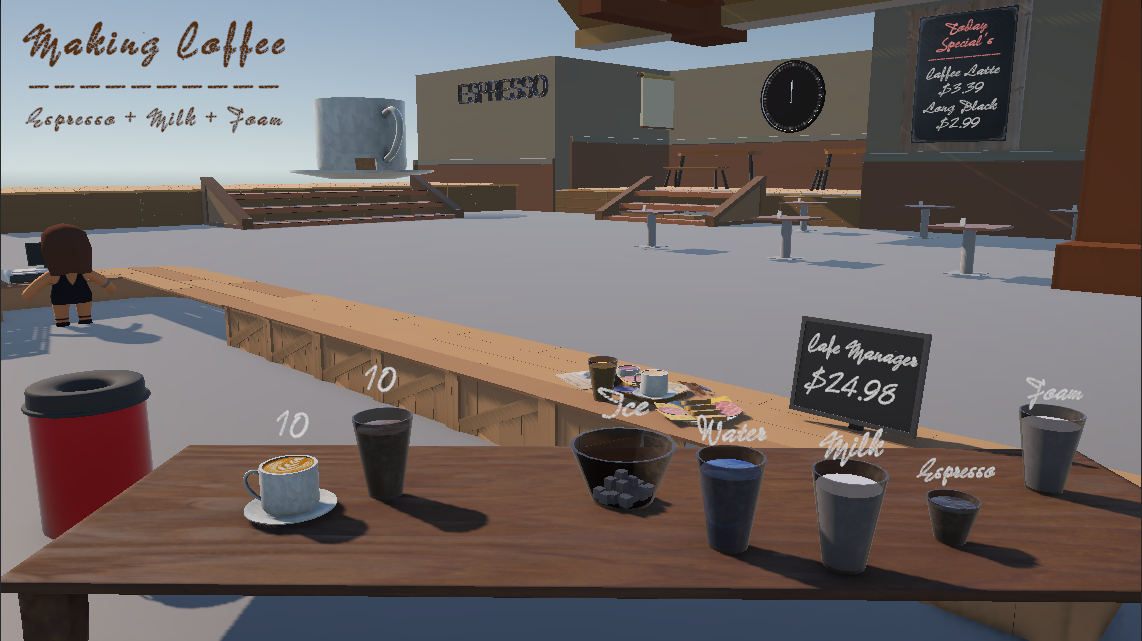 Making Coffee
Espresso + Milk + Foam
ESPRESSO
Today
Special's
Caffee Latte
$3.39
Long Black
$2.99
Cafe Manager
$24.98
10
10
Ice
Water
Milk
Espresso
Foam